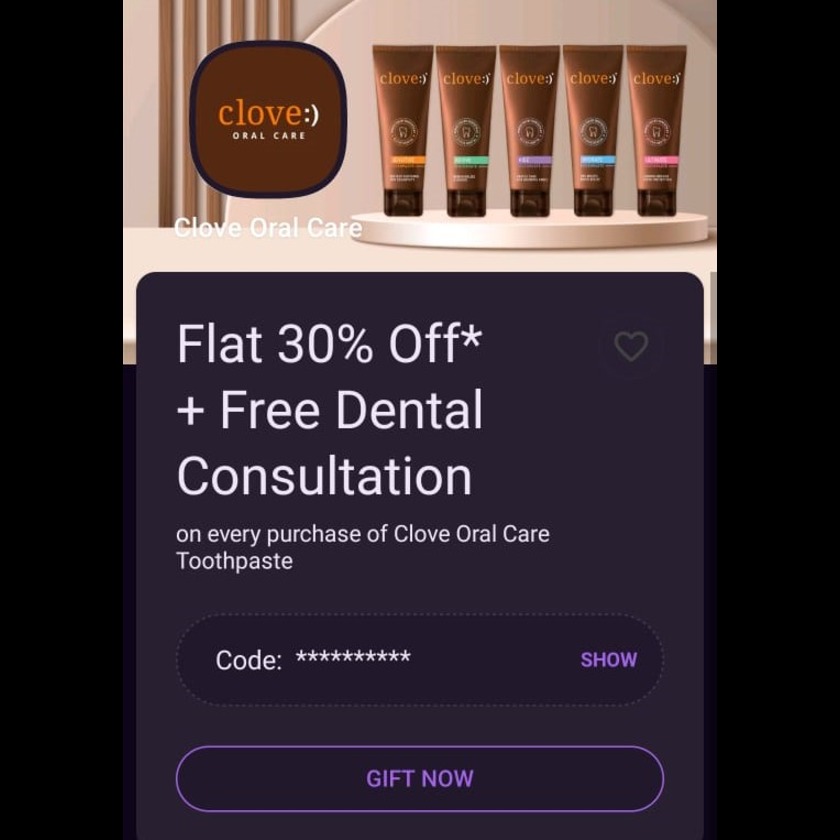 clove:)
ORAL CARE
clove:) clove:) clove:) clove:) clove:)
Clove Oral Care
Flat 30% Off*
+ Free Dental
Consultation
on every purchase of Clove Oral Care
Toothpaste
Code: ********** SHOW
GIFT NOW